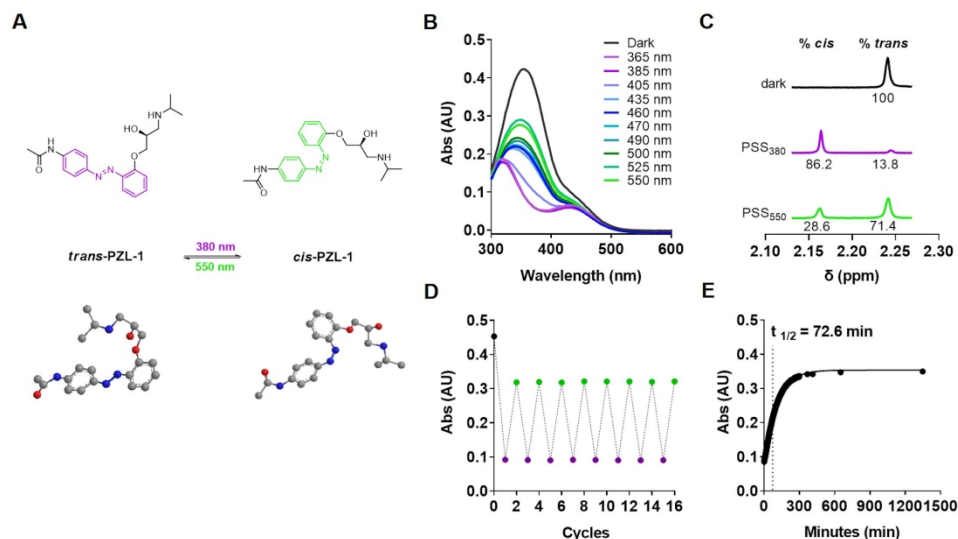 A
HN
OH
O
H
N
O
N
N
O
OH
HN
N
N
HN
O
trans-PZL-1
380 nm
550 nm
cis-PZL-1
B
Abs (AU)
0.5
0.4
0.3
0.2
0.1
0.0
300
400
500
600
Wavelength (nm)
Dark
365 nm
385 nm
405 nm
435 nm
460 nm
470 nm
490 nm
500 nm
525 nm
550 nm
C
% cis
% trans
dark
100
PSS380
86.2
13.8
PSS550
28.6
71.4
2.10
2.15
2.20
2.25
2.30
δ (ppm)
D
Abs (AU)
0.5
0.4
0.3
0.2
0.1
0.0
0 2 4 6 8 10 12 14 16
Cycles
E
t 1/2 = 72.6 min
Abs (AU)
0.5
0.4
0.3
0.2
0.1
0.0
0 300 600 900 1200 1500
Minutes (min)